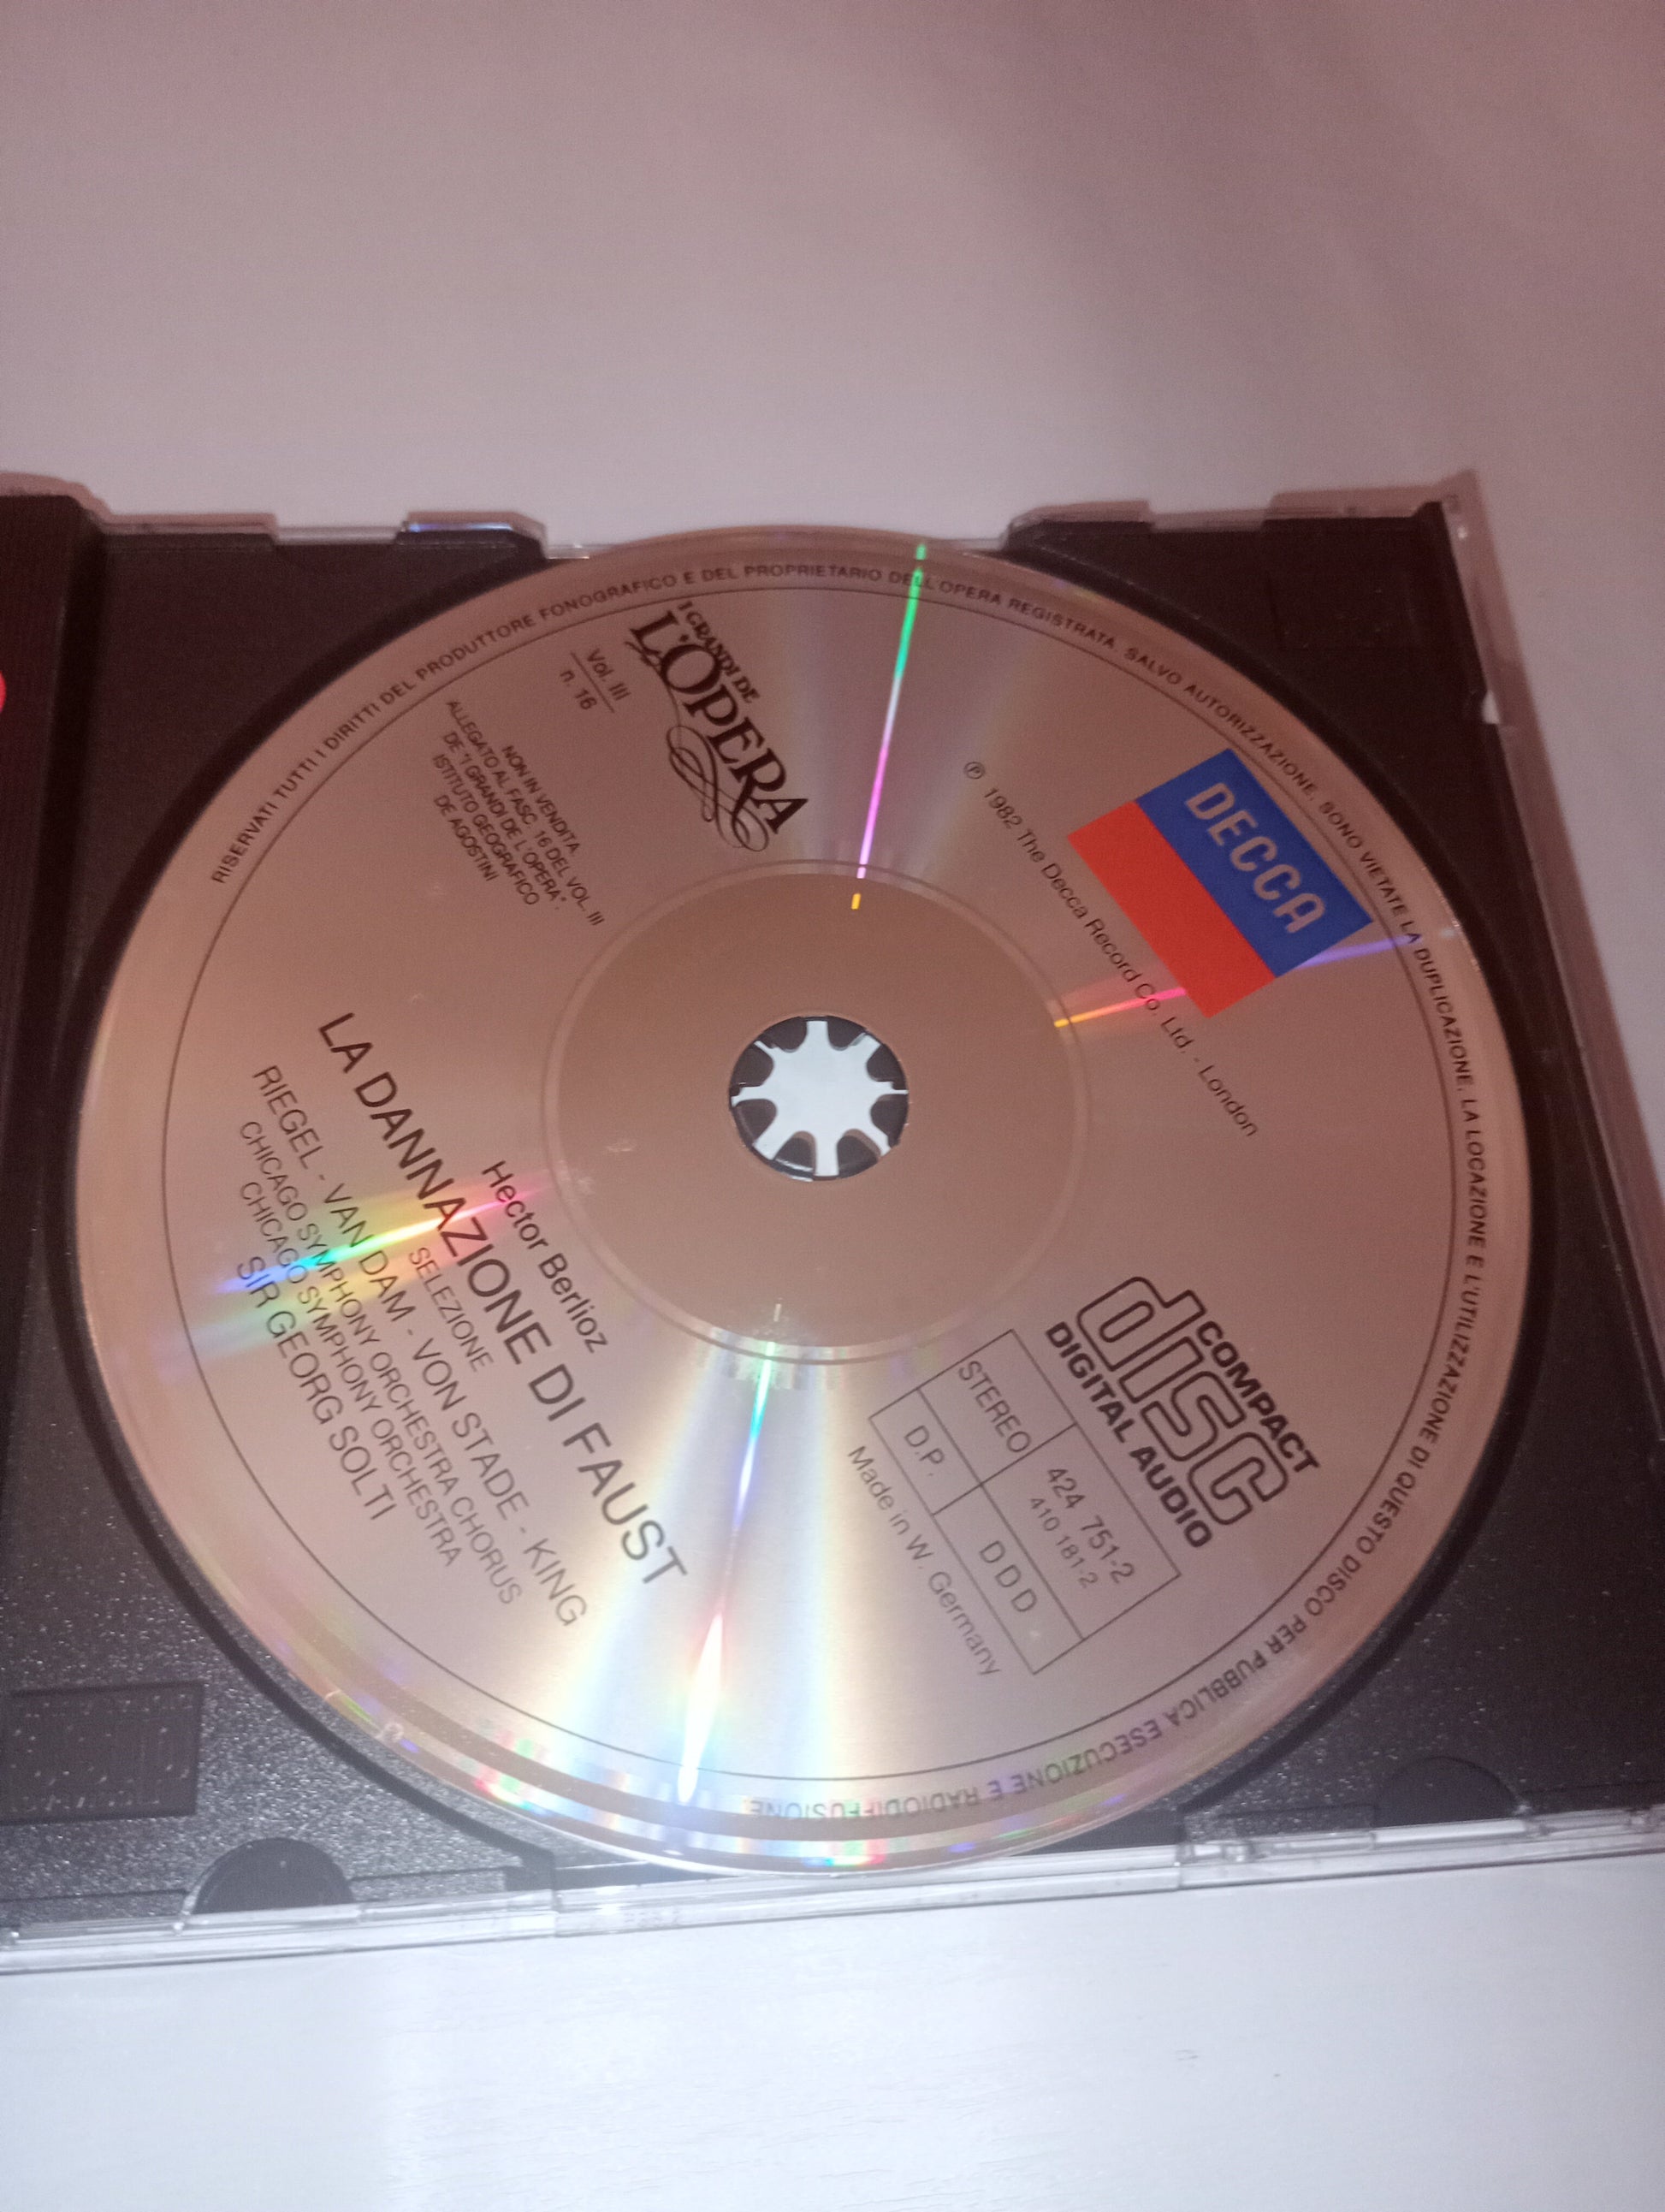 RISERVATI TUTTI I DIRITTI DEL PRODUTTORE FONOGRAFICO E DEL PROPRIETARIO DELL'OPERA REGISTRATA. SALVO AUTORIZZAZIONE, SONO VIETATE LA DUPLICAZIONE, LA LOCAZIONE E L'UTILIZZAZIONE DI QUESTO DISCO PER PUBBLICA ESECUZIONE E RADIODIFFUSIONE.
I GRANDI DE
L'OPERA
Vol. III
n. 16
NON IN VENDITA.
ALLEGATO AL FASC. 16 DEL VOL. III
DE "I GRANDI DE L'OPERA".
ISTITUTO GEOGRAFICO
DE AGOSTINI
DECCA
℗ 1982 The Decca Record Co. Ltd. - London
COMPACT
disc
DIGITAL AUDIO
STEREO
424 751-2
410 181-2
D.P.
DDD
Made in W. Germany
Hector Berlioz
LA DANNAZIONE DI FAUST
SELEZIONE
RIEGEL - VAN DAM - VON STADE - KING
CHICAGO SYMPHONY ORCHESTRA CHORUS
CHICAGO SYMPHONY ORCHESTRA
SIR GEORG SOLTI